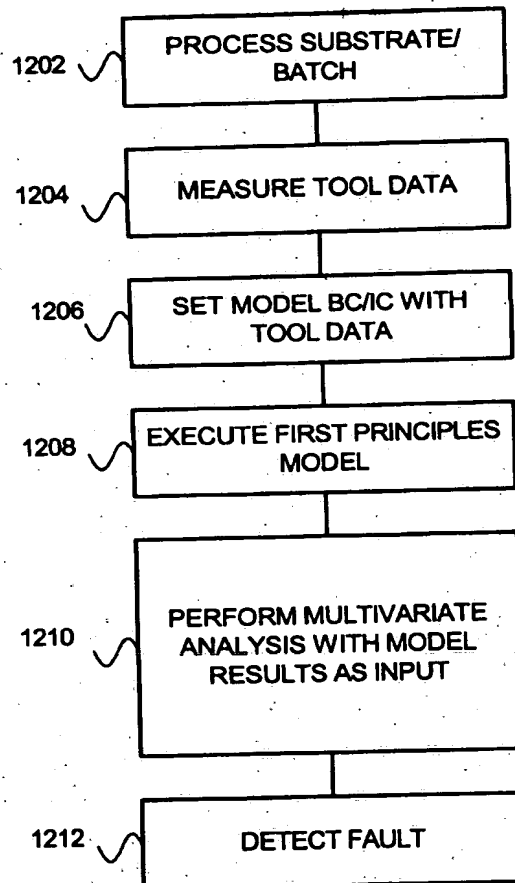 1202
PROCESS SUBSTRATE/
BATCH
1204
MEASURE TOOL DATA
1206
SET MODEL BC/IC WITH
TOOL DATA
1208
EXECUTE FIRST PRINCIPLES
MODEL
1210
PERFORM MULTIVARIATE
ANALYSIS WITH MODEL
RESULTS AS INPUT
1212
DETECT FAULT